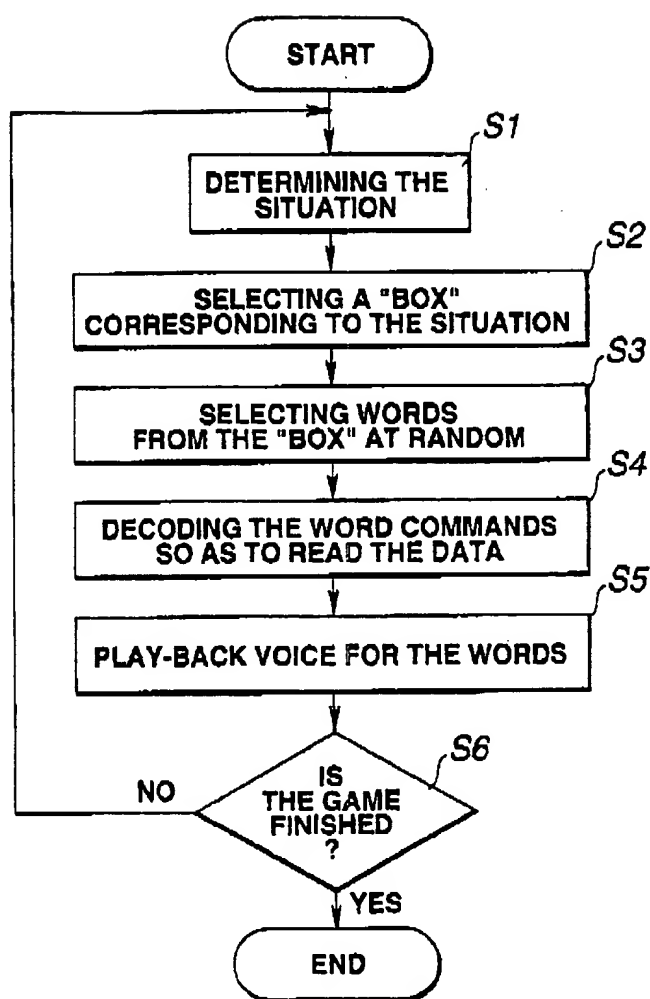 START
S1
DETERMINING THE
SITUATION
S2
SELECTING A "BOX"
CORRESPONDING TO THE SITUATION
S3
SELECTING WORDS
FROM THE "BOX" AT RANDOM
S4
DECODING THE WORD COMMANDS
SO AS TO READ THE DATA
S5
PLAY-BACK VOICE FOR THE WORDS
S6
IS
THE GAME
FINISHED
?
NO
YES
END